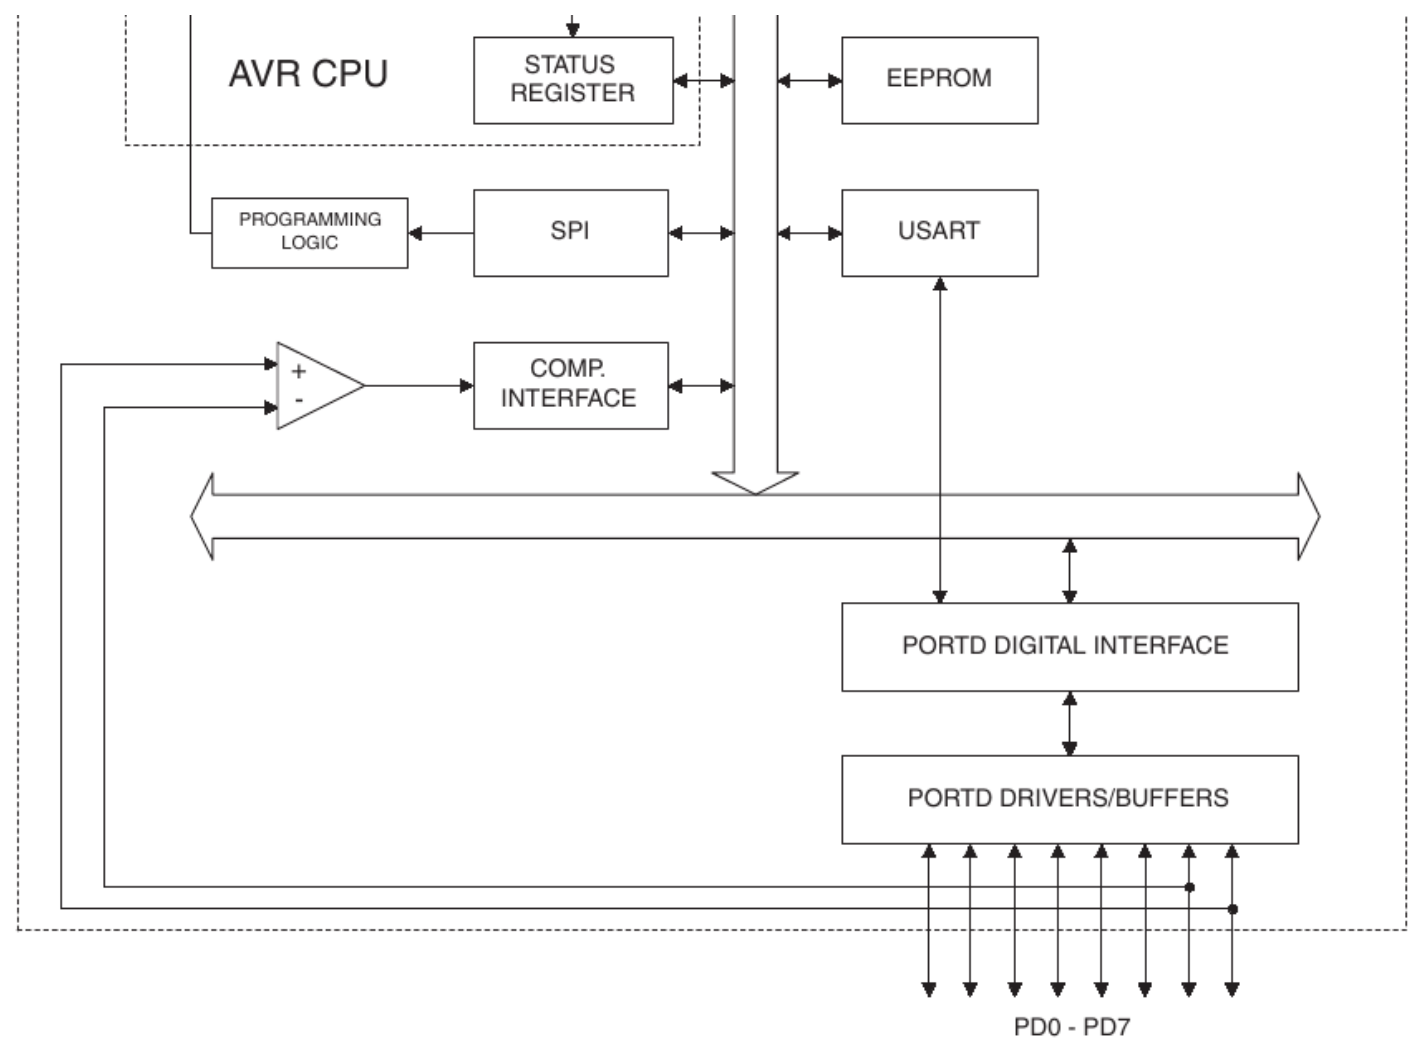 AVR CPU
STATUS
REGISTER
EEPROM
PROGRAMMING
LOGIC
SPI
USART
+
-
COMP.
INTERFACE
PORTD DIGITAL INTERFACE
PORTD DRIVERS/BUFFERS
PD0 - PD7